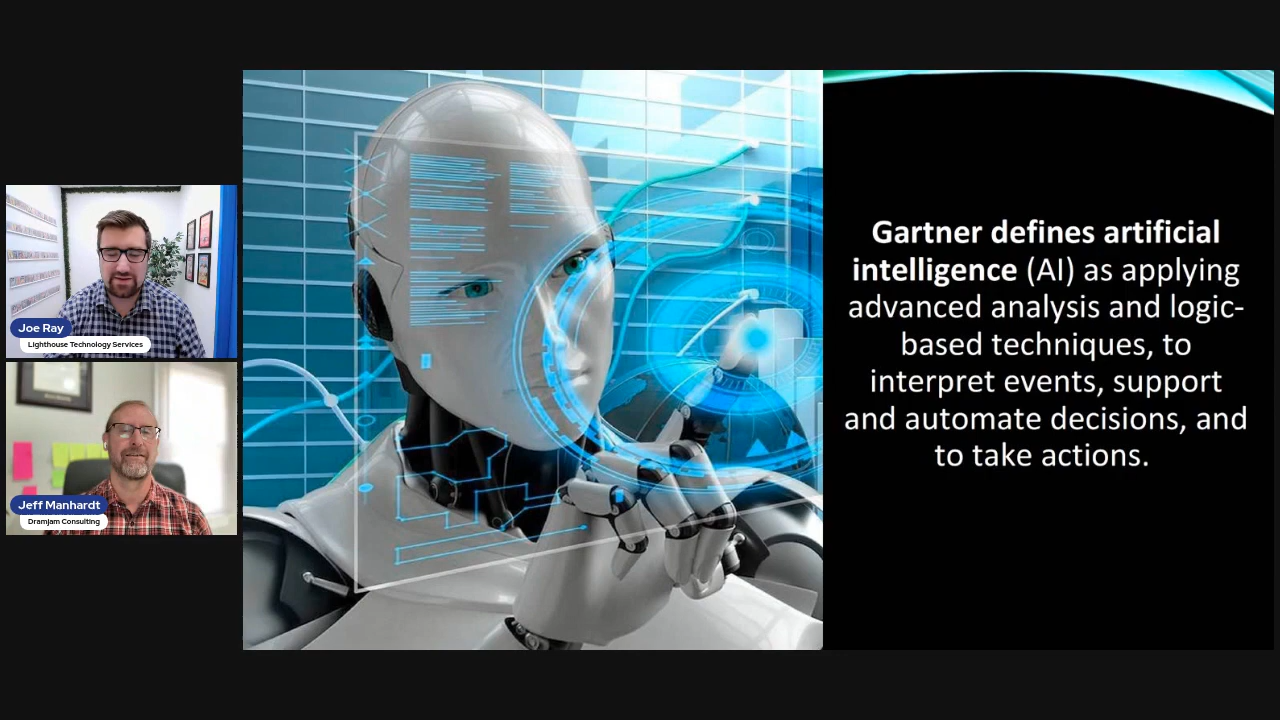 Joe Ray
Lighthouse Technology Services
Jeff Manhardt
Dramjam Consulting
Gartner defines artificial
intelligence (AI) as applying
advanced analysis and logic-
based techniques, to
interpret events, support
and automate decisions, and
to take actions.